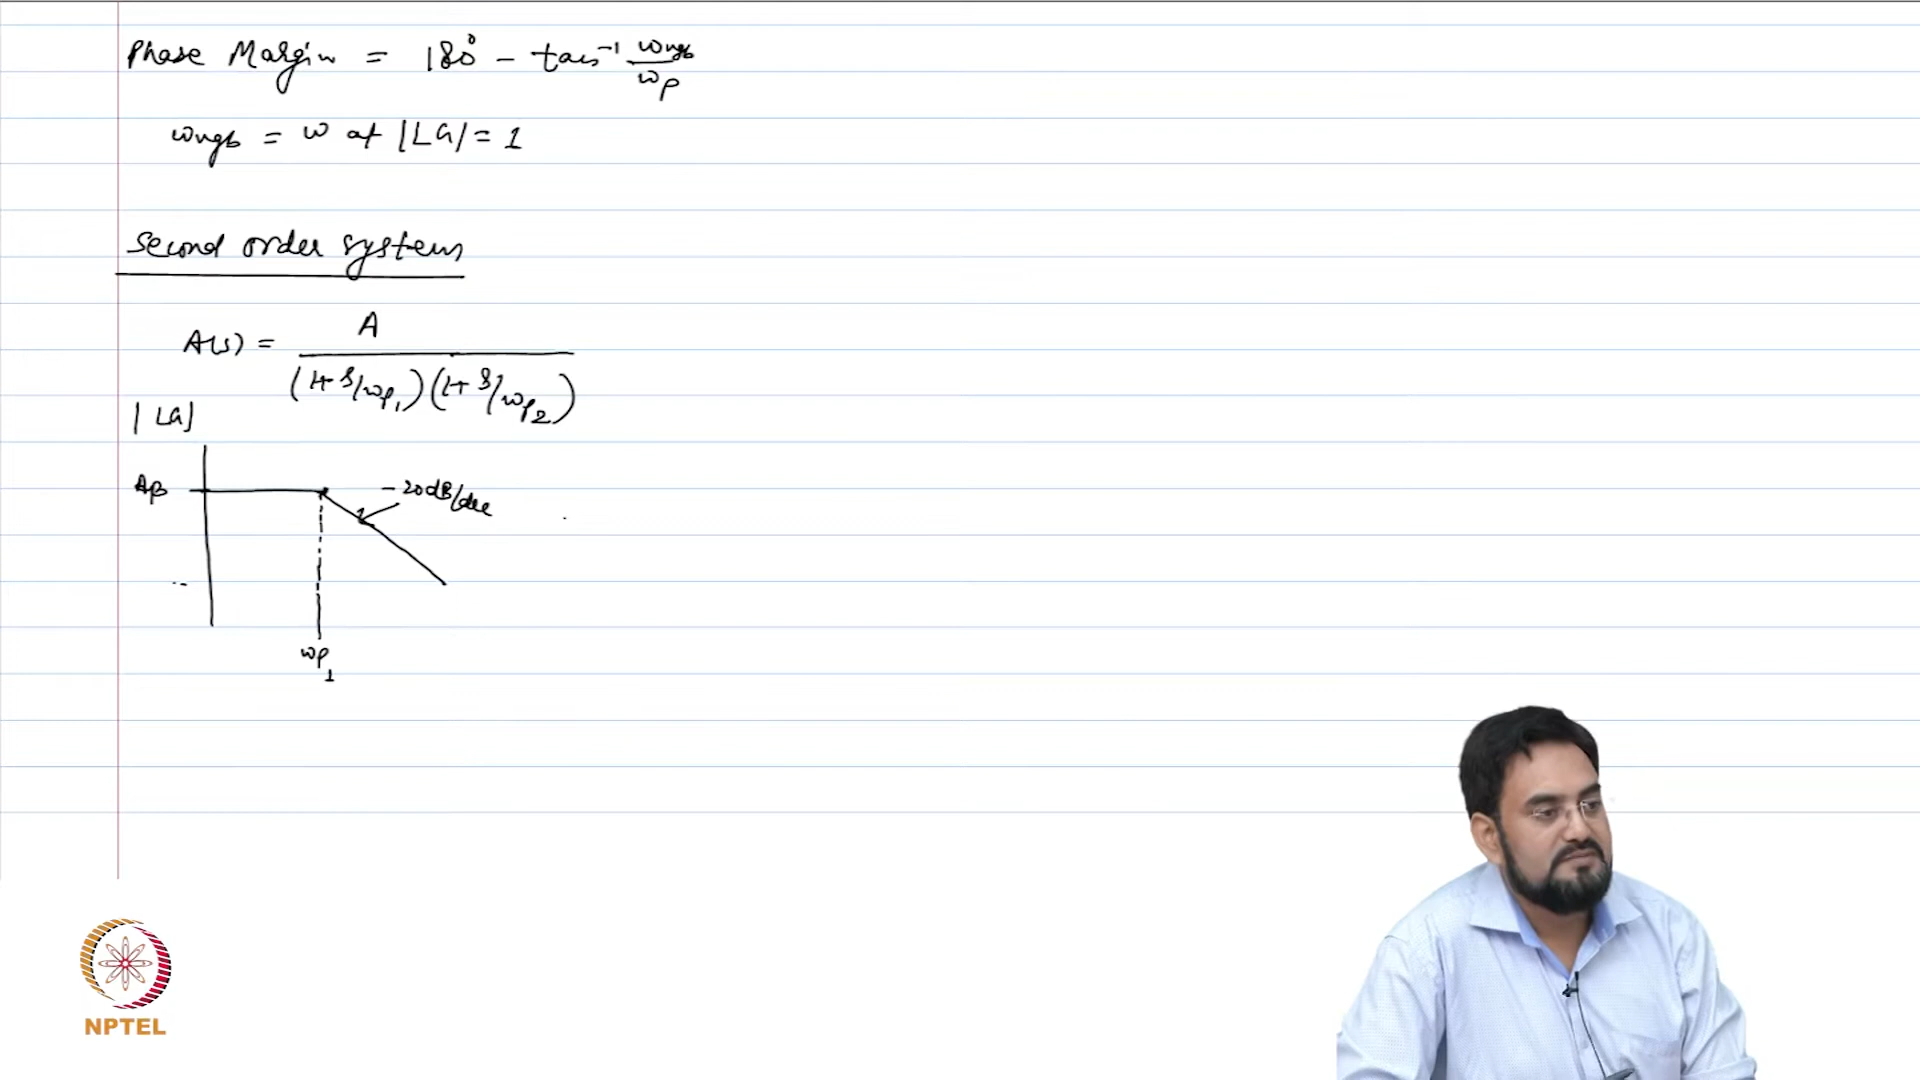 Phase Margin = 180° - tan⁻¹ ωugb/ωp
ωugb = ω at |LG| = 1
Second order system
A(s) = A / (1+s/ωp₁)(1+s/ωp₂)
|LG|
Aβ
-20dB/dec
ωp₁
NPTEL